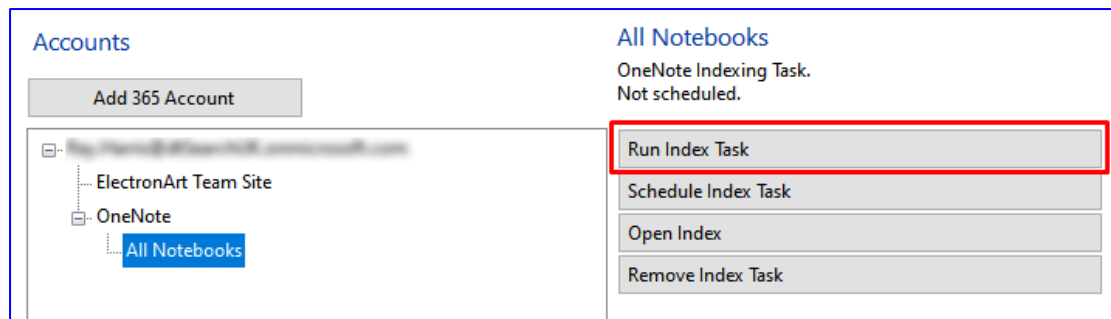 Accounts
Add 365 Account
ElectronArt Team Site
OneNote
All Notebooks
All Notebooks
OneNote Indexing Task.
Not scheduled.
Run Index Task
Schedule Index Task
Open Index
Remove Index Task